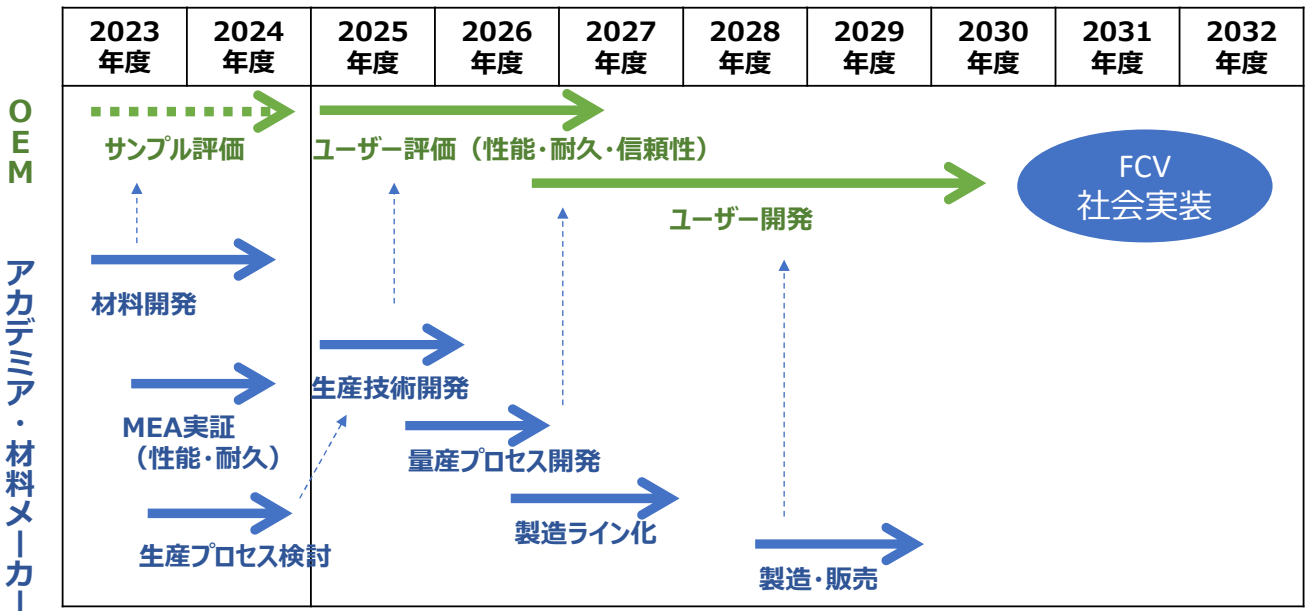 2023
年度
2024
年度
2025
年度
2026
年度
2027
年度
2028
年度
2029
年度
2030
年度
2031
年度
2032
年度
OEM
サンプル評価
ユーザー評価（性能・耐久・信頼性）
ユーザー開発
FCV
社会実装
アカデミア・材料メーカー
材料開発
MEA実証
（性能・耐久）
生産プロセス検討
生産技術開発
量産プロセス開発
製造ライン化
製造・販売